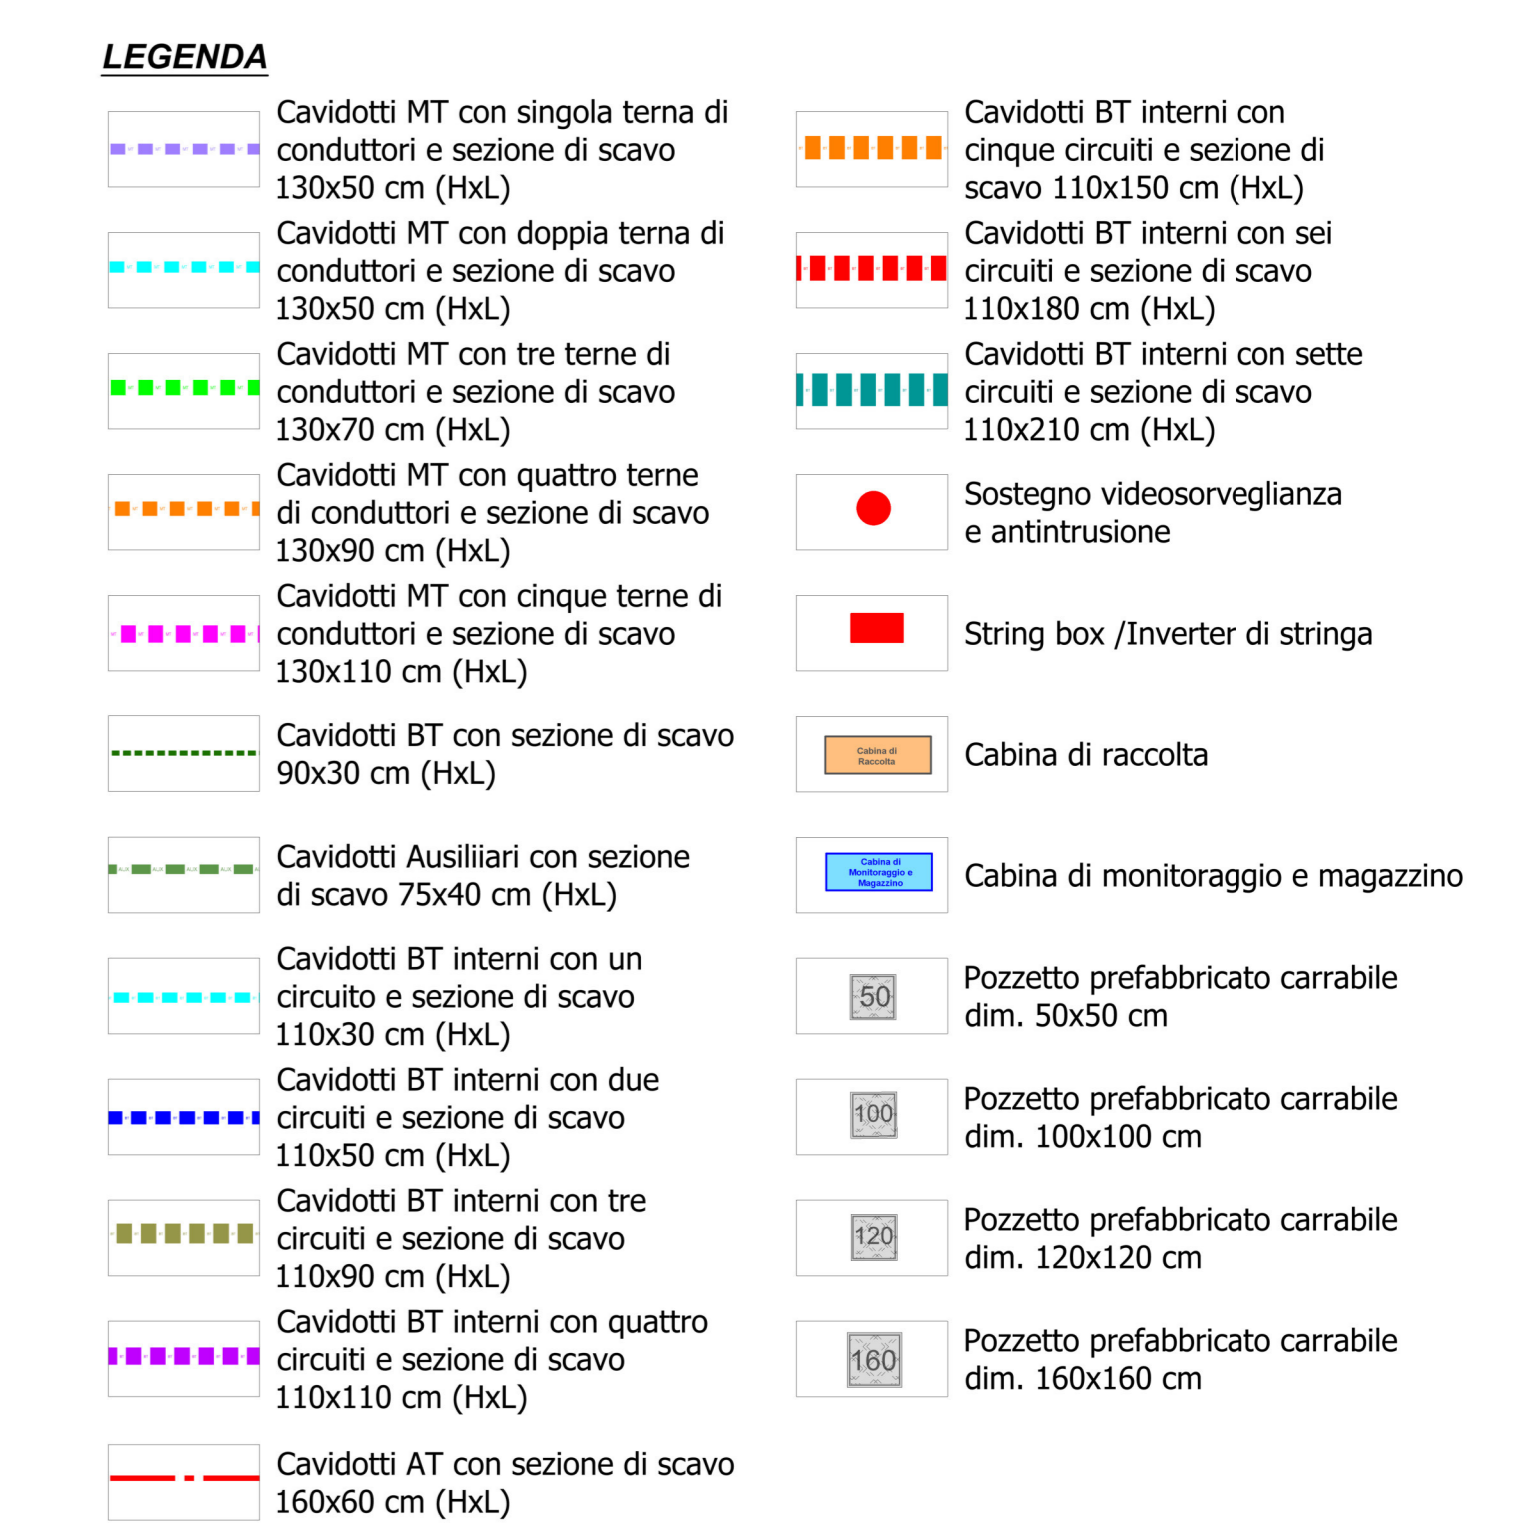 LEGENDA
Cavidotti MT con singola terna di
conduttori e sezione di scavo
130x50 cm (HxL)
Cavidotti MT con doppia terna di
conduttori e sezione di scavo
130x50 cm (HxL)
Cavidotti MT con tre terne di
conduttori e sezione di scavo
130x70 cm (HxL)
Cavidotti MT con quattro terne
di conduttori e sezione di scavo
130x90 cm (HxL)
Cavidotti MT con cinque terne di
conduttori e sezione di scavo
130x110 cm (HxL)
Cavidotti BT con sezione di scavo
90x30 cm (HxL)
AUX AUX AUX
Cavidotti Ausiliiari con sezione
di scavo 75x40 cm (HxL)
Cavidotti BT interni con un
circuito e sezione di scavo
110x30 cm (HxL)
Cavidotti BT interni con due
circuiti e sezione di scavo
110x50 cm (HxL)
Cavidotti BT interni con tre
circuiti e sezione di scavo
110x90 cm (HxL)
Cavidotti BT interni con quattro
circuiti e sezione di scavo
110x110 cm (HxL)
Cavidotti AT con sezione di scavo
160x60 cm (HxL)
Cavidotti BT interni con
cinque circuiti e sezione di
scavo 110x150 cm (HxL)
Cavidotti BT interni con sei
circuiti e sezione di scavo
110x180 cm (HxL)
Cavidotti BT interni con sette
circuiti e sezione di scavo
110x210 cm (HxL)
Sostegno videosorveglianza
e antintrusione
String box /Inverter di stringa
Cabina di
Raccolta
Cabina di raccolta
Cabina di
Monitoraggio e
Magazzino
Cabina di monitoraggio e magazzino
50
Pozzetto prefabbricato carrabile
dim. 50x50 cm
100
Pozzetto prefabbricato carrabile
dim. 100x100 cm
120
Pozzetto prefabbricato carrabile
dim. 120x120 cm
160
Pozzetto prefabbricato carrabile
dim. 160x160 cm